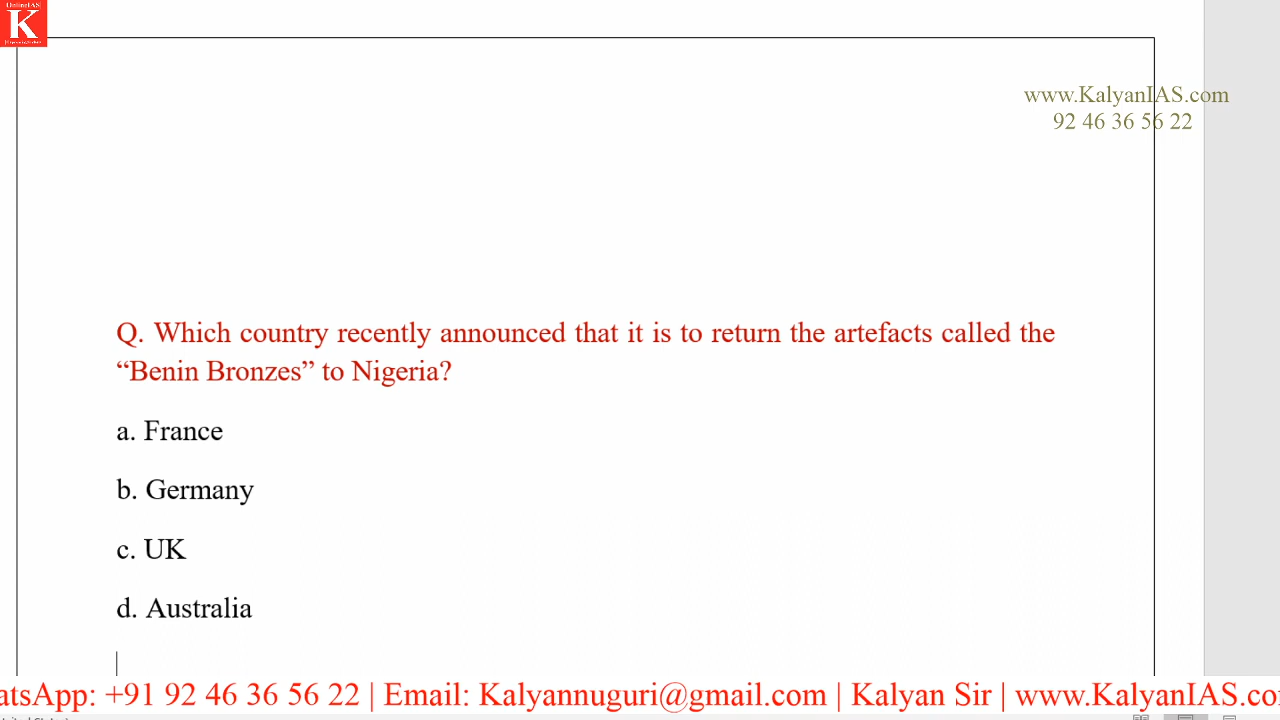 K
www.KalyanIAS.com
92 46 36 56 22
Q. Which country recently announced that it is to return the artefacts called the
“Benin Bronzes” to Nigeria?
a. France
b. Germany
c. UK
d. Australia
atsApp: +91 92 46 36 56 22 | Email: Kalyannuguri@gmail.com | Kalyan Sir | www.KalyanIAS.co